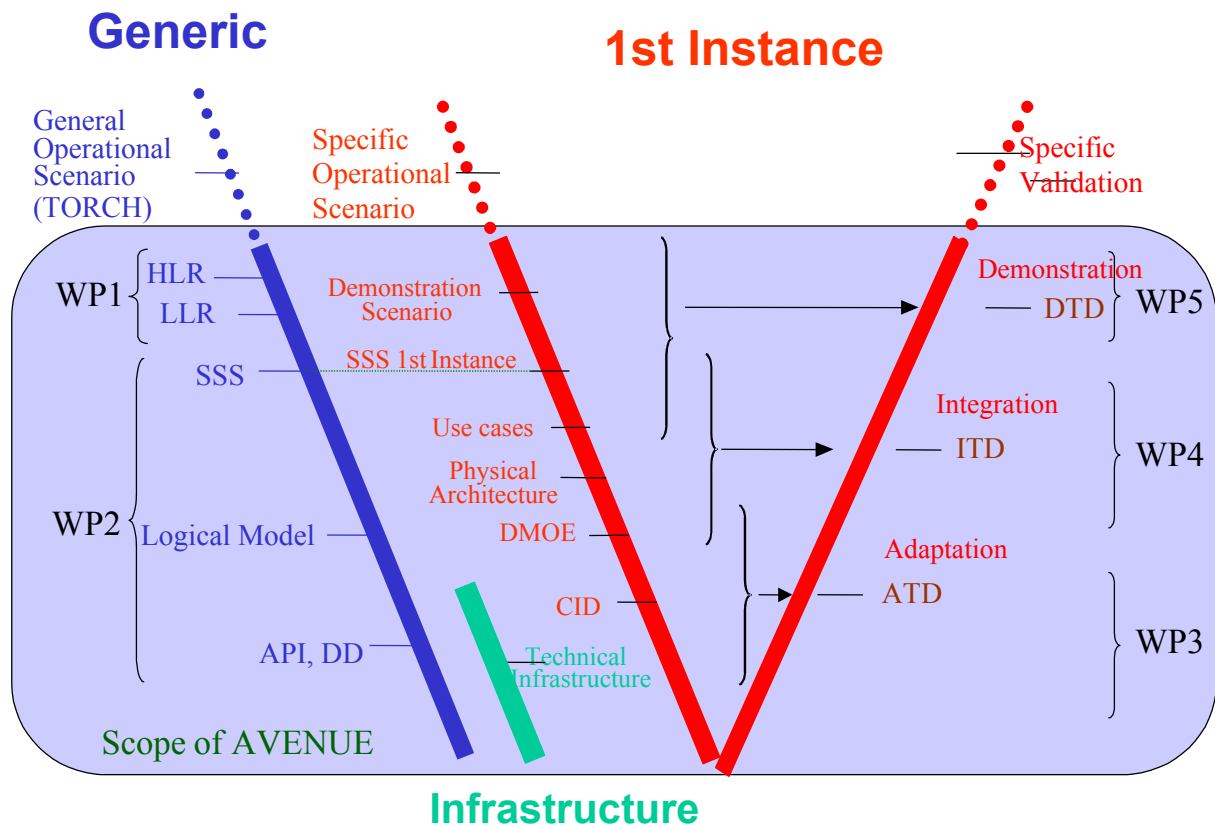 Generic
1st Instance
General
Operational
Scenario
(TORCH)
Specific
Operational
Scenario
Specific
Validation
WP1
HLR
LLR
Demonstration
Scenario
Demonstration
DTD
WP5
SSS
SSS 1st Instance
Use cases
Integration
ITD
WP4
Physical
Architecture
WP2
Logical Model
DMOE
Adaptation
ATD
CID
WP3
API, DD
Technical
Infrastructure
Scope of AVENUE
Infrastructure